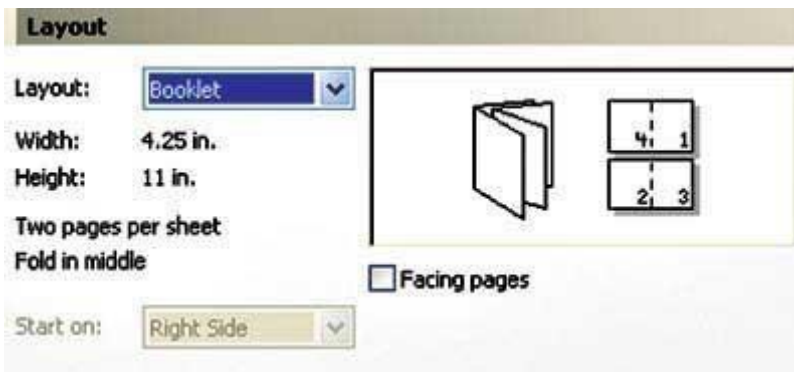 Layout
Layout: Booklet
Width: 4.25 in.
Height: 11 in.
Two pages per sheet
Fold in middle
4 1
2 3
Facing pages
Start on: Right Side